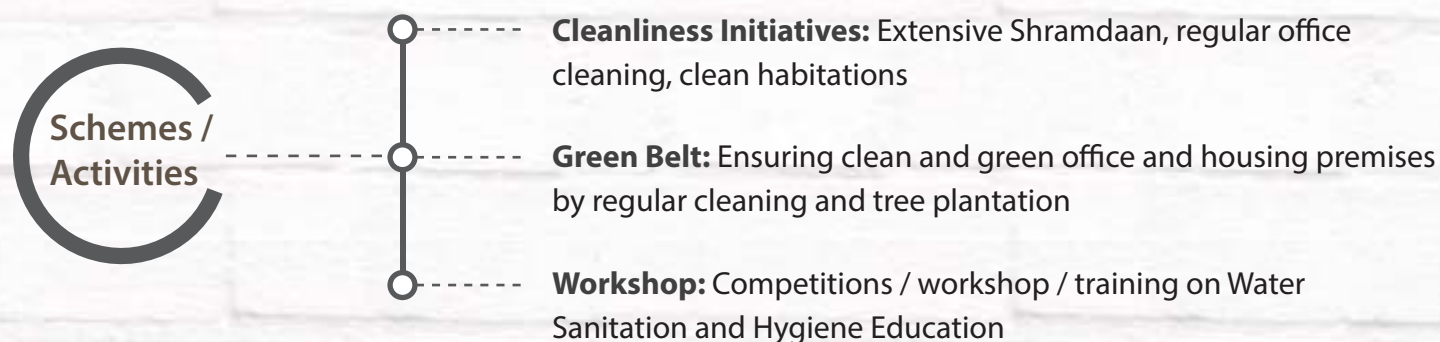 Schemes /
Activities
Cleanliness Initiatives: Extensive Shramdaan, regular office
cleaning, clean habitations
Green Belt: Ensuring clean and green office and housing premises
by regular cleaning and tree plantation
Workshop: Competitions / workshop / training on Water
Sanitation and Hygiene Education